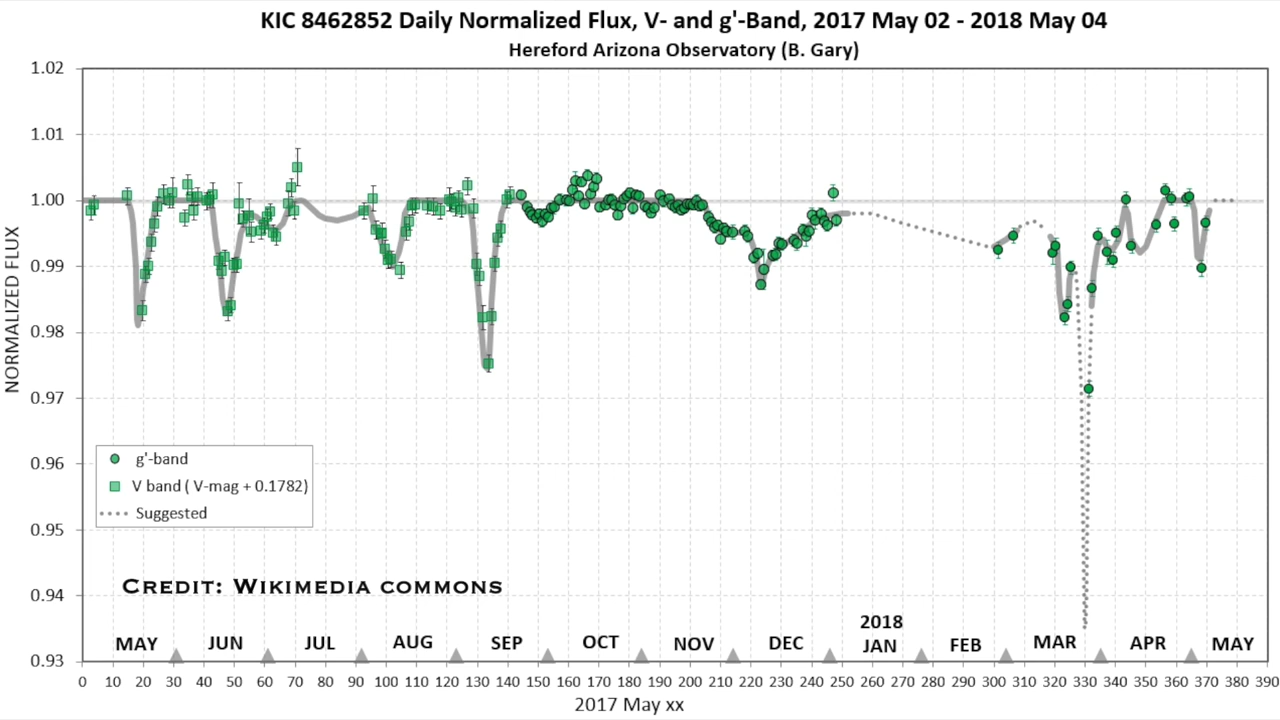 KIC 8462852 Daily Normalized Flux, V- and g'-Band, 2017 May 02 - 2018 May 04
Hereford Arizona Observatory (B. Gary)
1.02
1.01
1.00
0.99
0.98
0.97
0.96
0.95
0.94
0.93
NORMALIZED FLUX
g'-band
V band ( V-mag + 0.1782)
Suggested
CREDIT: WIKIMEDIA COMMONS
MAY JUN JUL AUG SEP OCT NOV DEC 2018 JAN FEB MAR APR MAY
0 10 20 30 40 50 60 70 80 90 100 110 120 130 140 150 160 170 180 190 200 210 220 230 240 250 260 270 280 290 300 310 320 330 340 350 360 370 380 390
2017 May xx